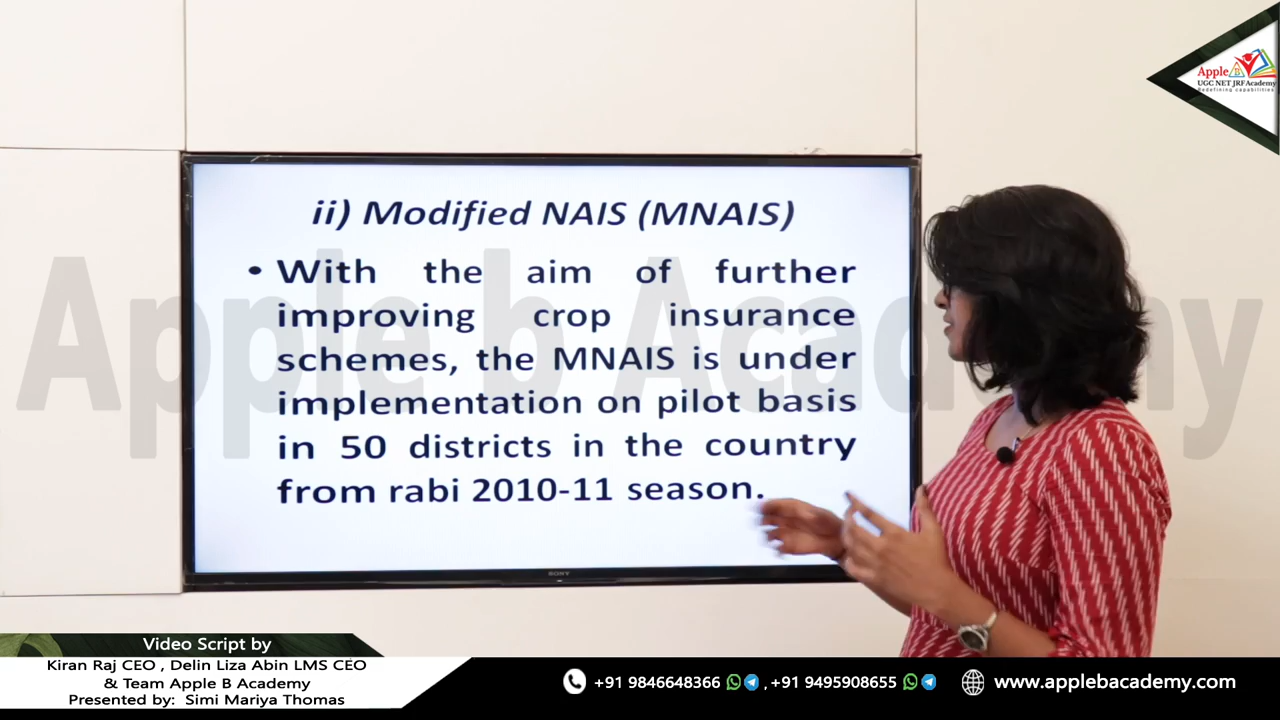 Apple B
UGC NET JRF Academy
Redefining capabilities
ii) Modified NAIS (MNAIS)
• With the aim of further
improving crop insurance
schemes, the MNAIS is under
implementation on pilot basis
in 50 districts in the country
from rabi 2010-11 season.
Apple b Academy
SONY
Video Script by
Kiran Raj CEO , Delin Liza Abin LMS CEO
& Team Apple B Academy
Presented by: Simi Mariya Thomas
+91 9846648366 , +91 9495908655 www.applebacademy.com